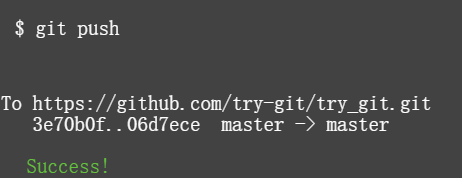 $ git push
To https://github.com/try-git/try_git.git
3e70b0f..06d7ece master -> master
Success!